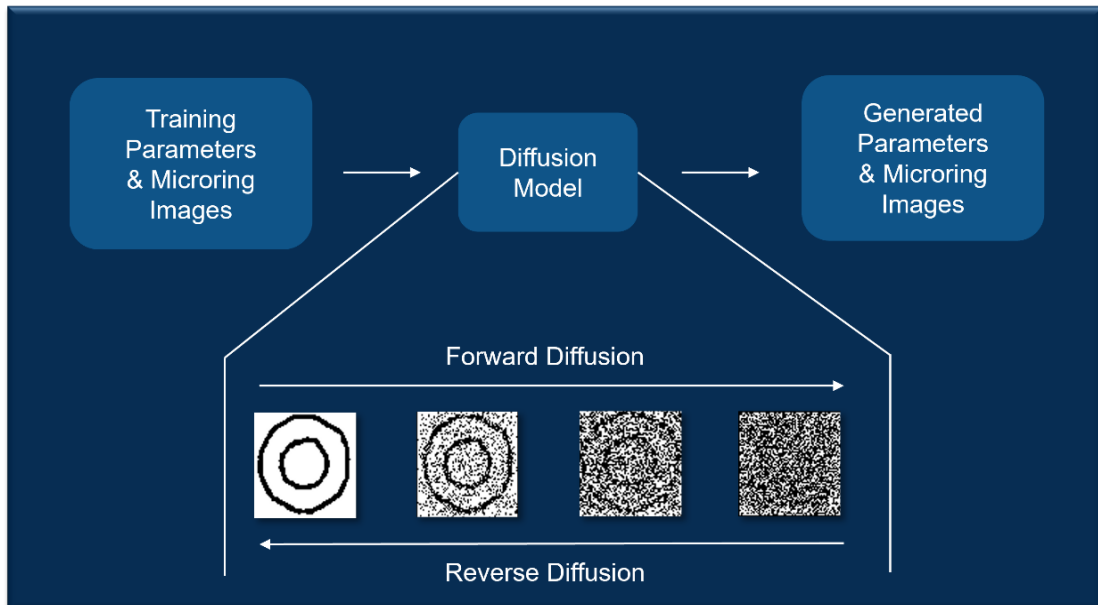 Training
Parameters
& Microring
Images
Diffusion
Model
Generated
Parameters
& Microring
Images
Forward Diffusion
Reverse Diffusion